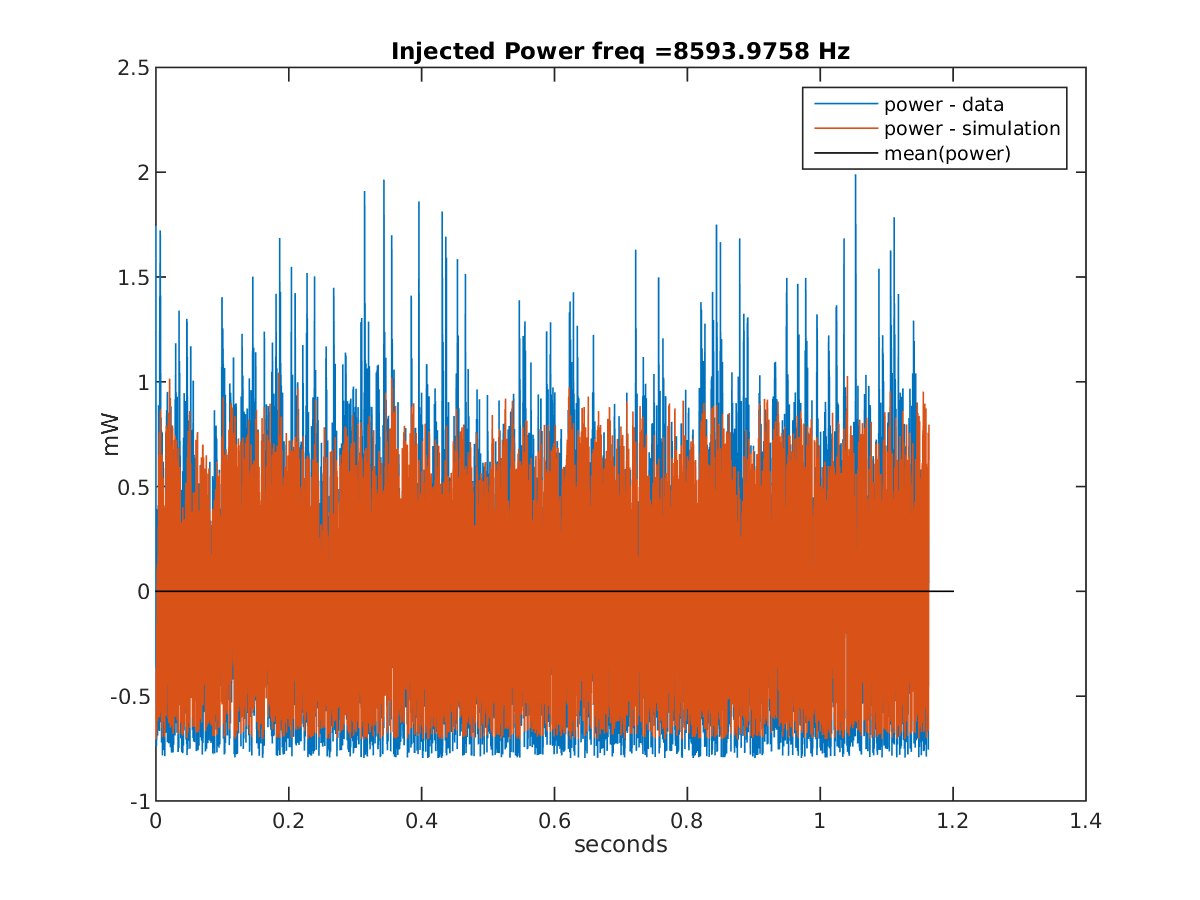 Injected Power freq =8593.9758 Hz
2.5
2
1.5
1
0.5
0
-0.5
-1
mW
power - data
power - simulation
mean(power)
0 0.2 0.4 0.6 0.8 1 1.2 1.4
seconds